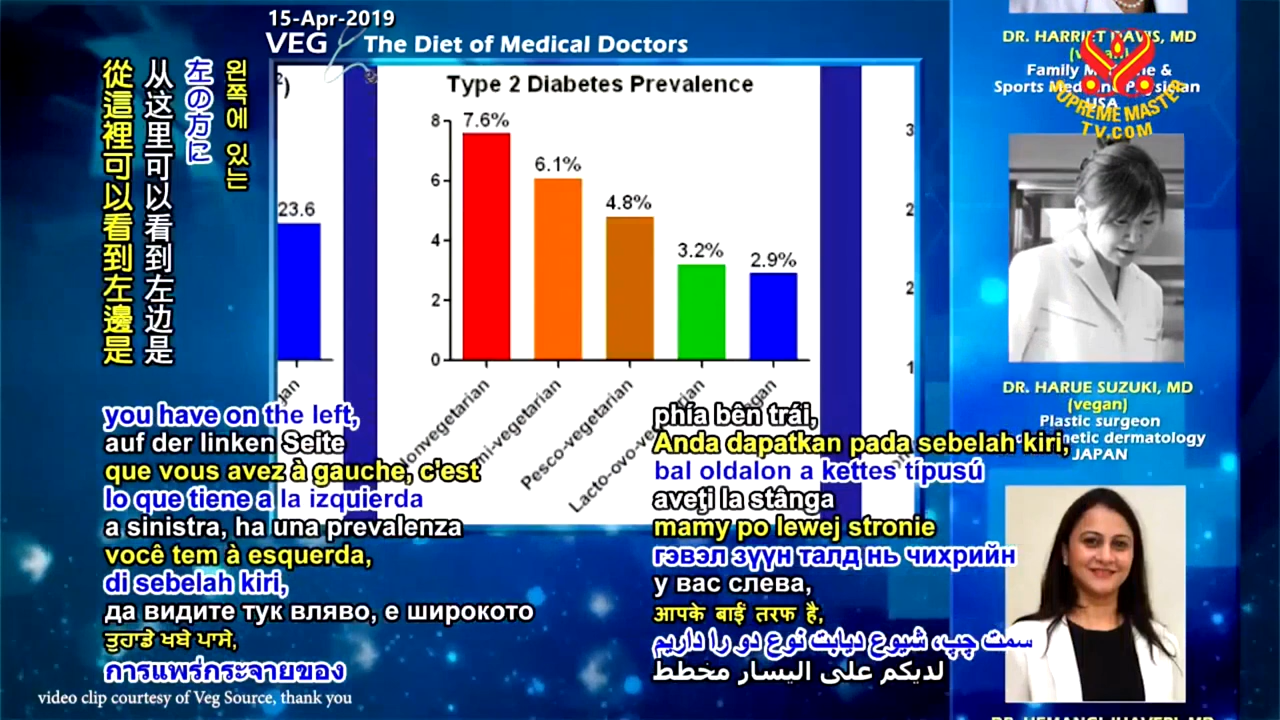 15-Apr-2019
VEG The Diet of Medical Doctors
왼쪽에 있는
左の方に
从这里可以看到左边是
從這裡可以看到左邊是
23.6
Type 2 Diabetes Prevalence
8
7.6%
6.1%
6
4.8%
4
3.2%
2.9%
2
0
Nonvegetarian
Pesco-vegetarian
3
2
2
1
you have on the left,
auf der linken Seite
que vous avez à gauche, c'est
lo que tiene a la izquierda
a sinistra, ha una prevalenza
você tem à esquerda,
di sebelah kiri,
да видите тук вляво, е широкото
ਤੁਹਾਡੇ ਖਬੇ ਪਾਸੇ,
การแพร่กระจายของ
phía bên trái,
Anda dapatkan pada sebelah kiri,
bal oldalon a kettes típusú
aveţi la stânga
mamy po lewej stronie
гэвэл зүүн талд нь чихрийн
у вас слева,
आपके बाईं तरफ है,
سمت چپ، شیوع دیابت نوع دو را داریم
لديكم على اليسار مخطط
video clip courtesy of Veg Source, thank you
DR. HARRIET DAVIS, MD
(vegan)
Family Medicine &
Sports Medicine Physician
USA
SUPREME MASTER
TV.COM
DR. HARUE SUZUKI, MD
(vegan)
Plastic surgeon
dermatology
JAPAN